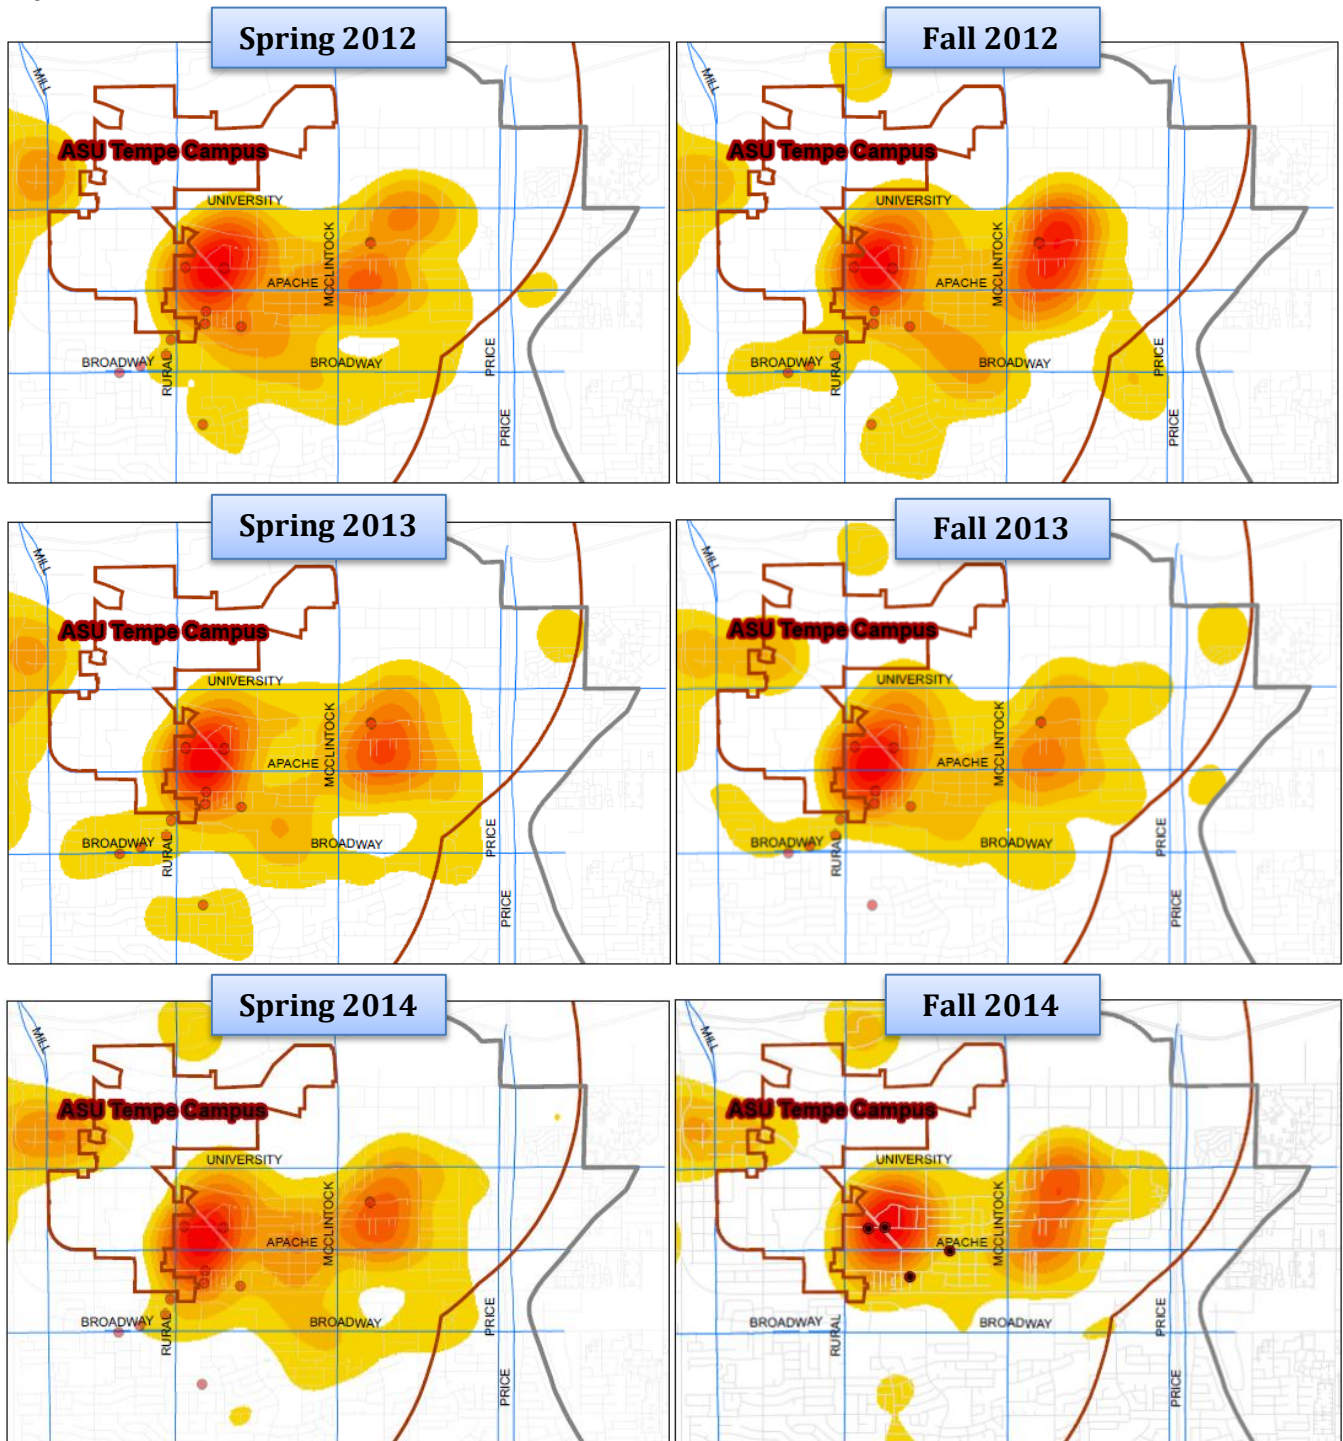 Spring 2012
MILL
ASU Tempe Campus
UNIVERSITY
MCCLINTOCK
APACHE
BROADWAY
RURAL
BROADWAY
PRICE
PRICE
Fall 2012
MILL
ASU Tempe Campus
UNIVERSITY
MCCLINTOCK
APACHE
BROADWAY
RURAL
BROADWAY
PRICE
PRICE
Spring 2013
MILL
ASU Tempe Campus
UNIVERSITY
MCCLINTOCK
APACHE
BROADWAY
RURAL
BROADWAY
PRICE
PRICE
Fall 2013
MILL
ASU Tempe Campus
UNIVERSITY
MCCLINTOCK
APACHE
BROADWAY
RURAL
BROADWAY
PRICE
PRICE
Spring 2014
MILL
ASU Tempe Campus
UNIVERSITY
MCCLINTOCK
APACHE
BROADWAY
RURAL
BROADWAY
PRICE
PRICE
Fall 2014
MILL
ASU Tempe Campus
UNIVERSITY
MCCLINTOCK
APACHE
BROADWAY
RURAL
BROADWAY
PRICE
PRICE